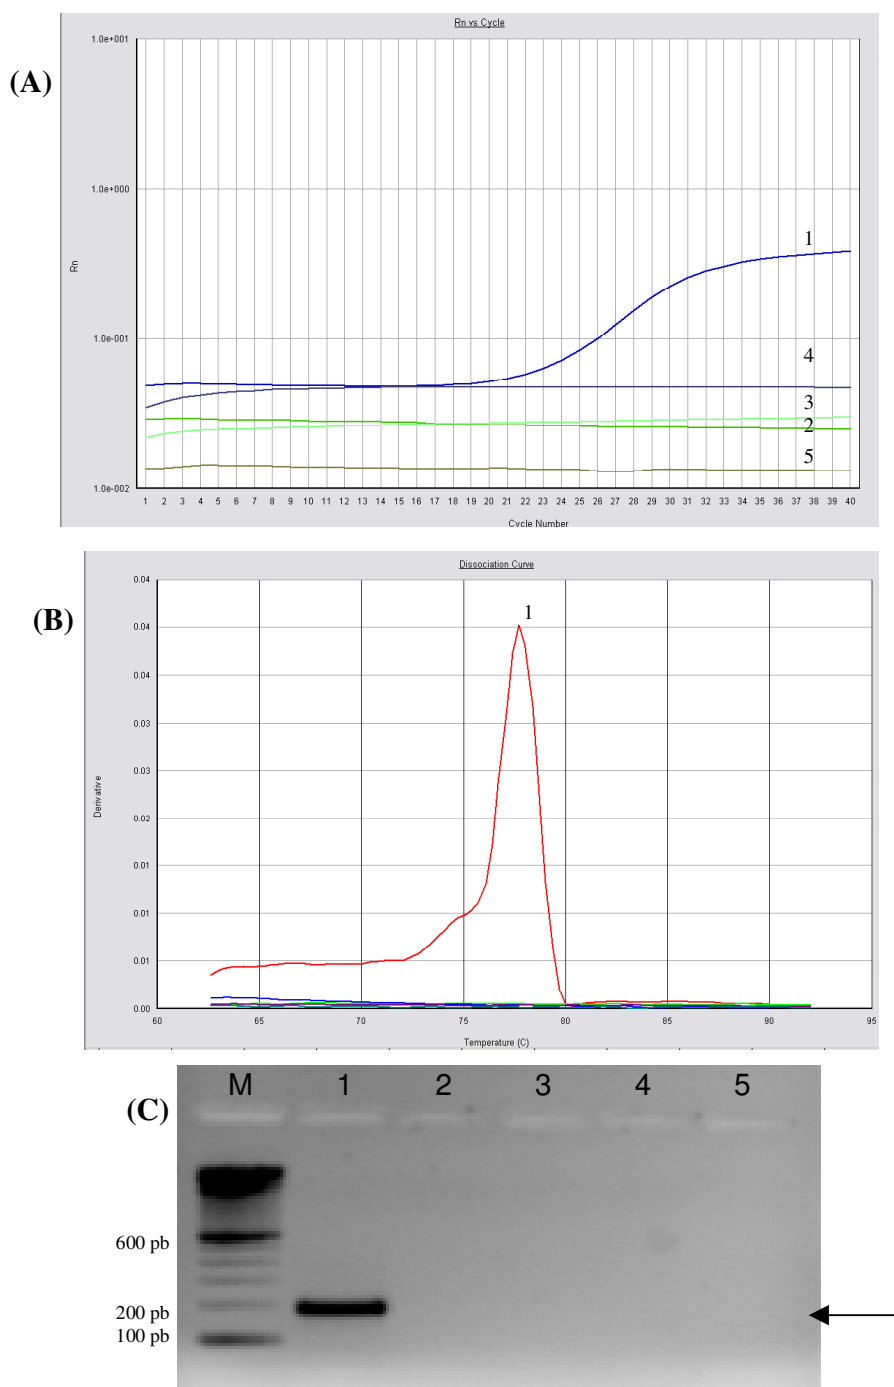 (A)
Rn vs Cycle
1.0e+001
1.0e+000
1.0e-001
1.0e-002
Rn
1
4
3
2
5
1 2 3 4 5 6 7 8 9 10 11 12 13 14 15 16 17 18 19 20 21 22 23 24 25 26 27 28 29 30 31 32 33 34 35 36 37 38 39 40
Cycle Number
(B)
Dissociation Curve
0.04
0.04
0.04
0.03
0.03
0.02
0.01
0.01
0.01
0.00
Derivative
1
60 65 70 75 80 85 90 95
Temperature (C)
(C)
M 1 2 3 4 5
600 pb
200 pb
100 pb